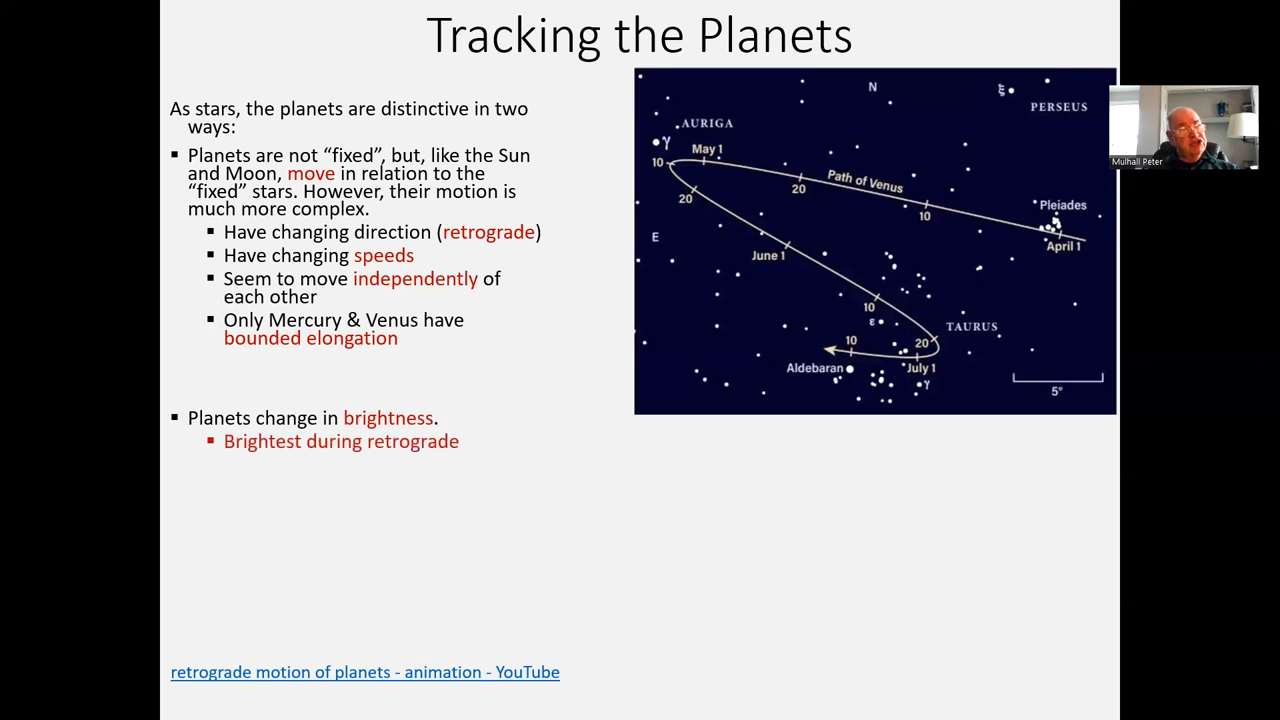 Tracking the Planets
As stars, the planets are distinctive in two
ways:
▪ Planets are not “fixed”, but, like the Sun
and Moon, move in relation to the
“fixed” stars. However, their motion is
much more complex.
▪ Have changing direction (retrograde)
▪ Have changing speeds
▪ Seem to move independently of
each other
▪ Only Mercury & Venus have
bounded elongation
▪ Planets change in brightness.
▪ Brightest during retrograde
retrograde motion of planets - animation - YouTube
N
ξ
PERSEUS
AURIGA
γ
May 1
10
20
Path of Venus
20
10
Pleiades
April 1
E
June 1
10
ε
TAURUS
10
20
Aldebaran
July 1
γ
5°
Mulhall Peter